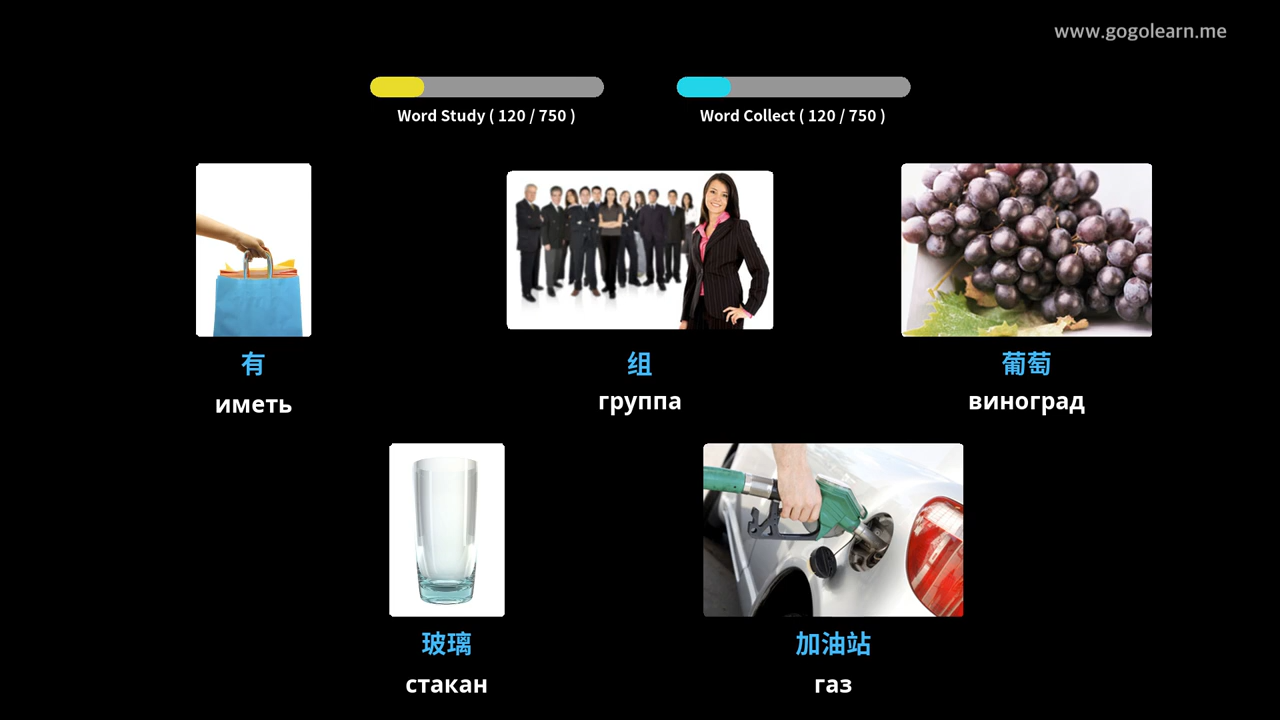 www.gogolearn.me
Word Study ( 120 / 750 )
Word Collect ( 120 / 750 )
有
иметь
组
группа
葡萄
виноград
玻璃
стакан
加油站
газ